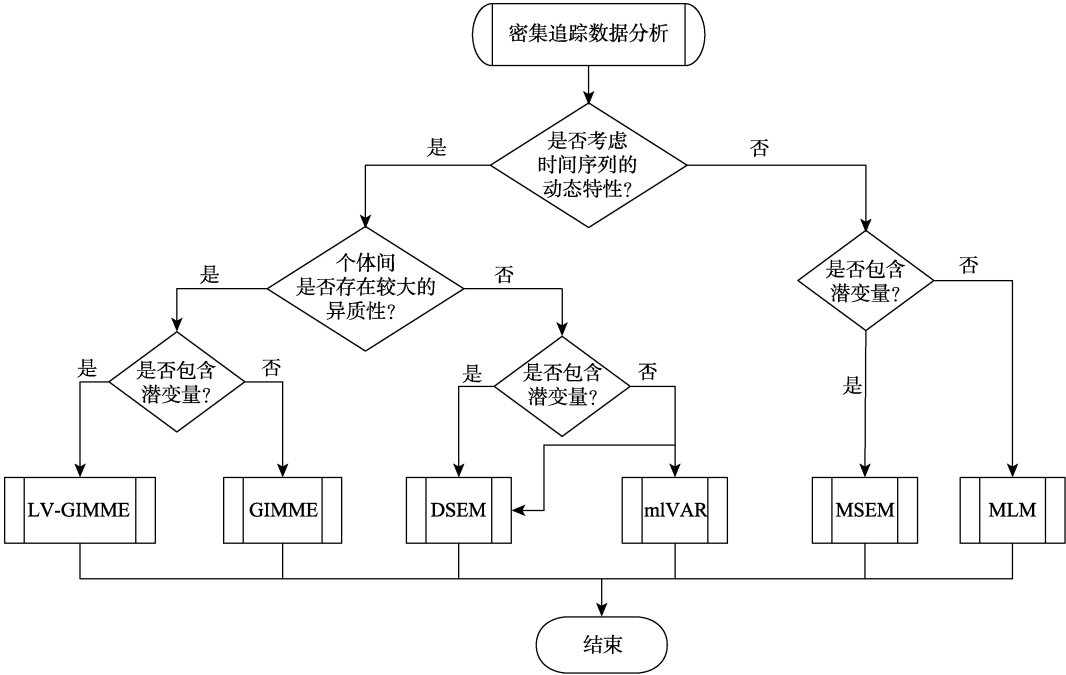 密集追踪数据分析
是否考虑
时间序列的
动态特性?
是
否
个体间
是否存在较大的
异质性?
是
否
是否包含
潜变量?
是
否
是否包含
潜变量?
是
否
是否包含
潜变量?
是
否
LV-GIMME
GIMME
DSEM
mlVAR
MSEM
MLM
结束